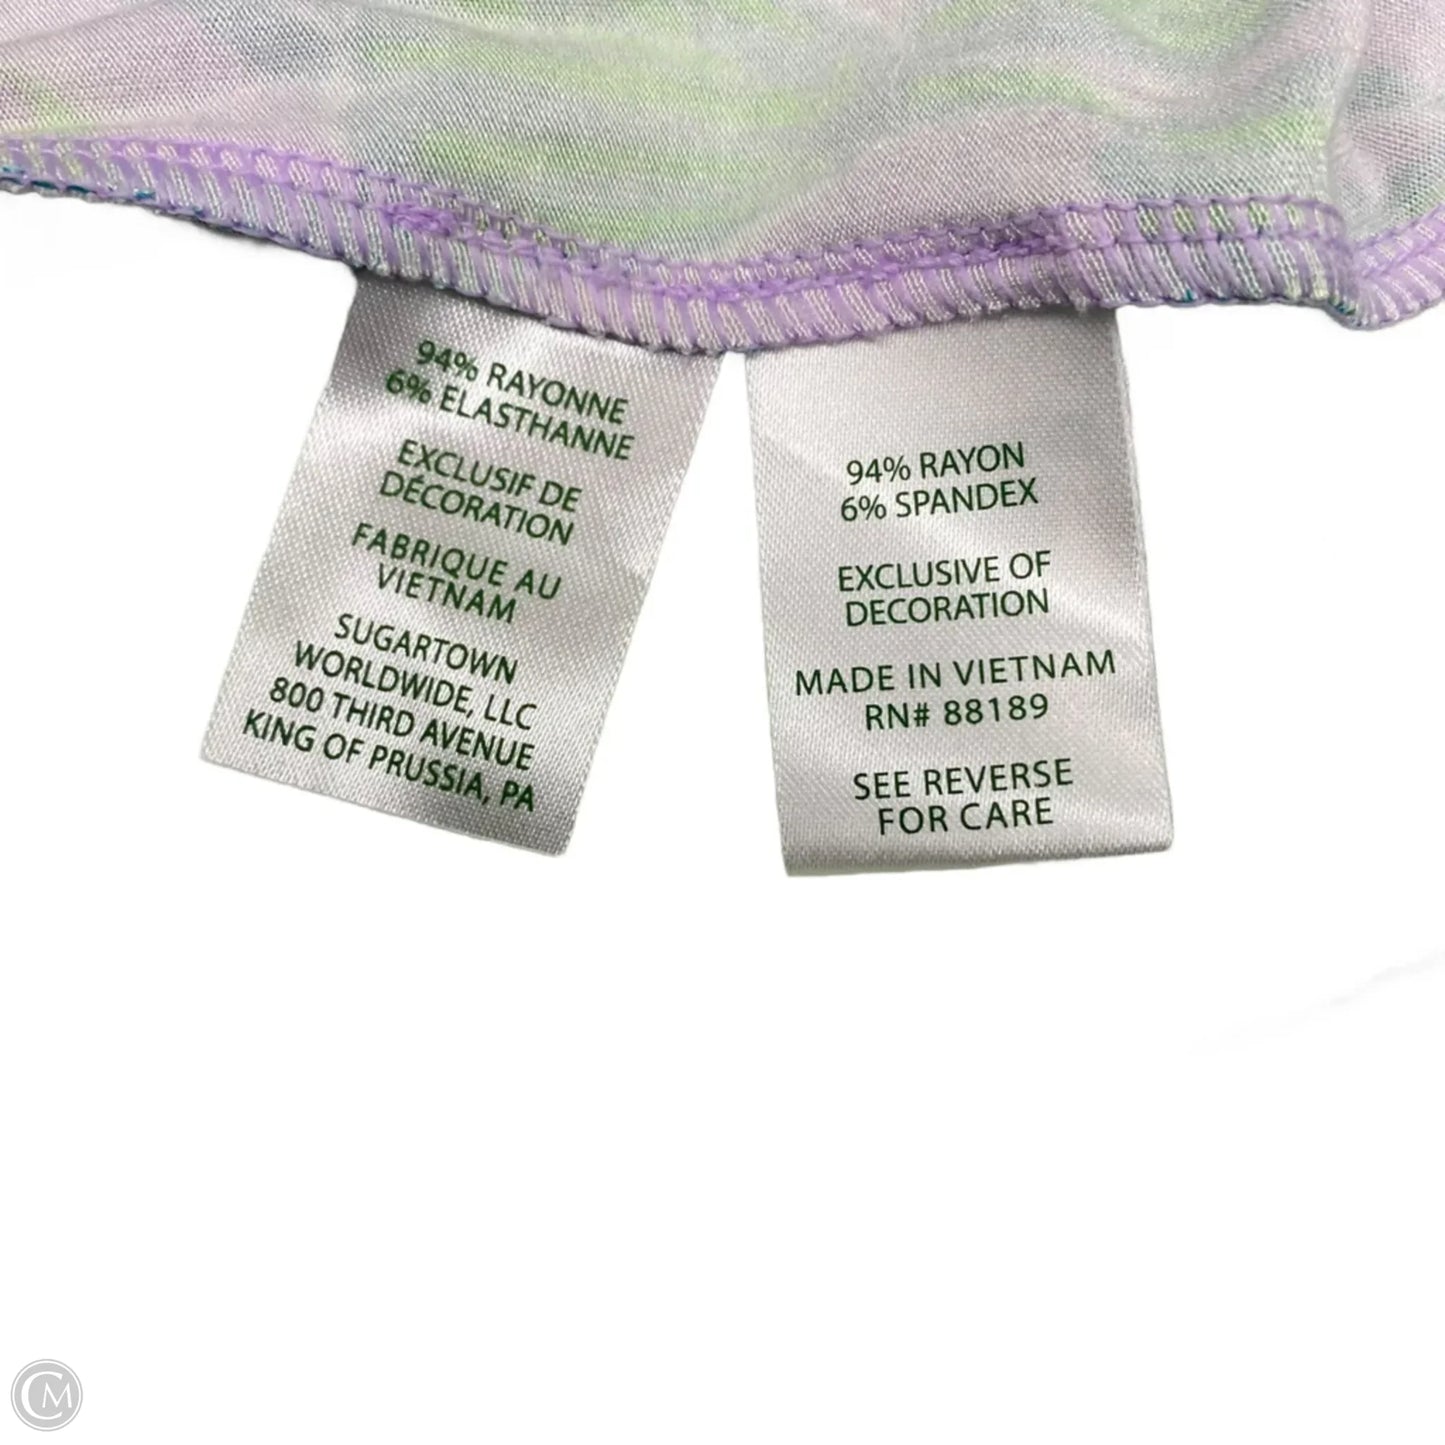 94% RAYONNE
6% ELASTHANNE
EXCLUSIF DE
DÉCORATION
FABRIQUE AU
VIETNAM
SUGARTOWN
WORLDWIDE, LLC
800 THIRD AVENUE
KING OF PRUSSIA, PA
94% RAYON
6% SPANDEX
EXCLUSIVE OF
DECORATION
MADE IN VIETNAM
RN# 88189
SEE REVERSE
FOR CARE
CM